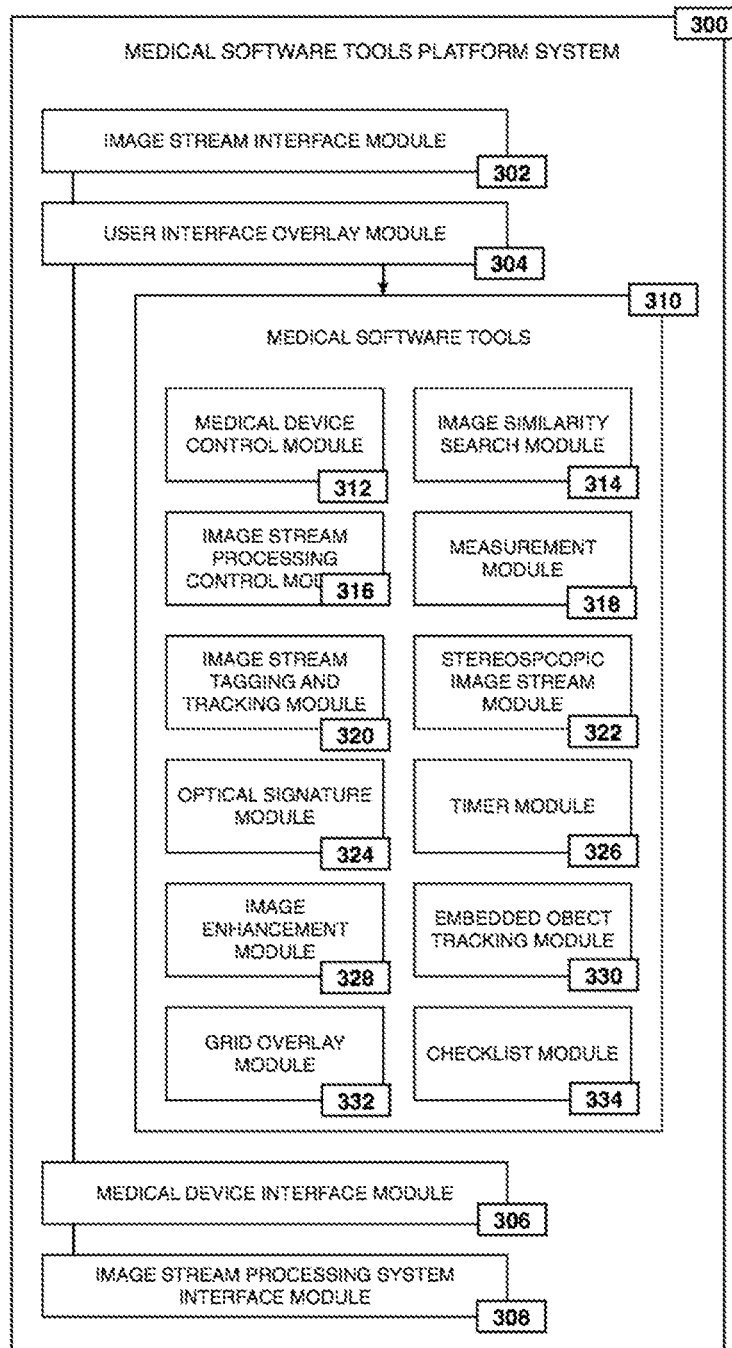 300
MEDICAL SOFTWARE TOOLS PLATFORM SYSTEM
IMAGE STREAM INTERFACE MODULE
302
USER INTERFACE OVERLAY MODULE
304
310
MEDICAL SOFTWARE TOOLS
MEDICAL DEVICE
CONTROL MODULE
312
IMAGE SIMILARITY
SEARCH MODULE
314
IMAGE STREAM
PROCESSING
CONTROL
316
MEASUREMENT
MODULE
318
IMAGE STREAM
TAGGING AND
TRACKING MODULE
320
STEREOSPCOPIC
IMAGE STREAM
MODULE
322
OPTICAL SIGNATURE
MODULE
324
TIMER MODULE
326
IMAGE
ENHANCEMENT
MODULE
328
EMBEDDED OBECT
TRACKING MODULE
330
GRID OVERLAY
MODULE
332
CHECKLIST MODULE
334
MEDICAL DEVICE INTERFACE MODULE
306
IMAGE STREAM PROCESSING SYSTEM
INTERFACE MODULE
308